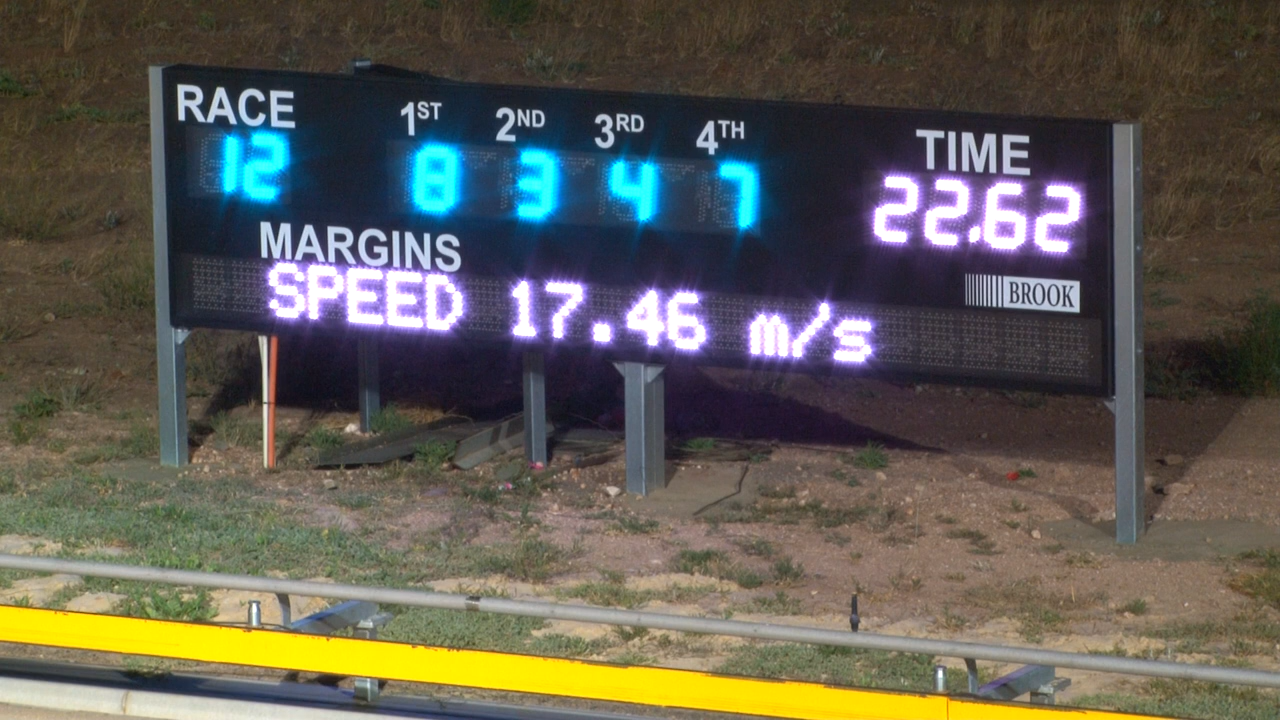 RACE 1ST 2ND 3RD 4TH TIME
12 8 3 4 7 22.62
MARGINS
BROOK
SPEED 17.46 m/s